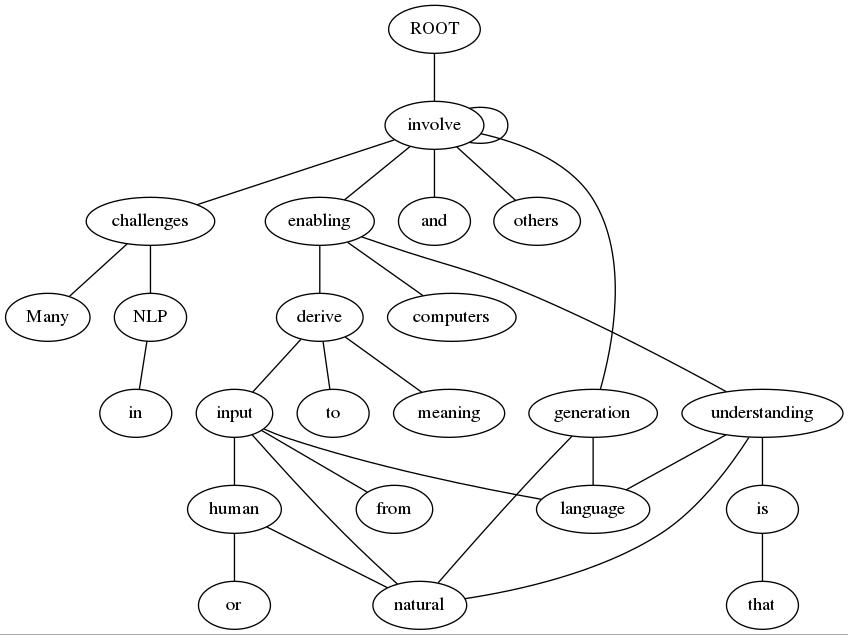 ROOT
involve
challenges enabling and others
Many NLP derive computers
in input to meaning generation understanding
human from language is
or natural that